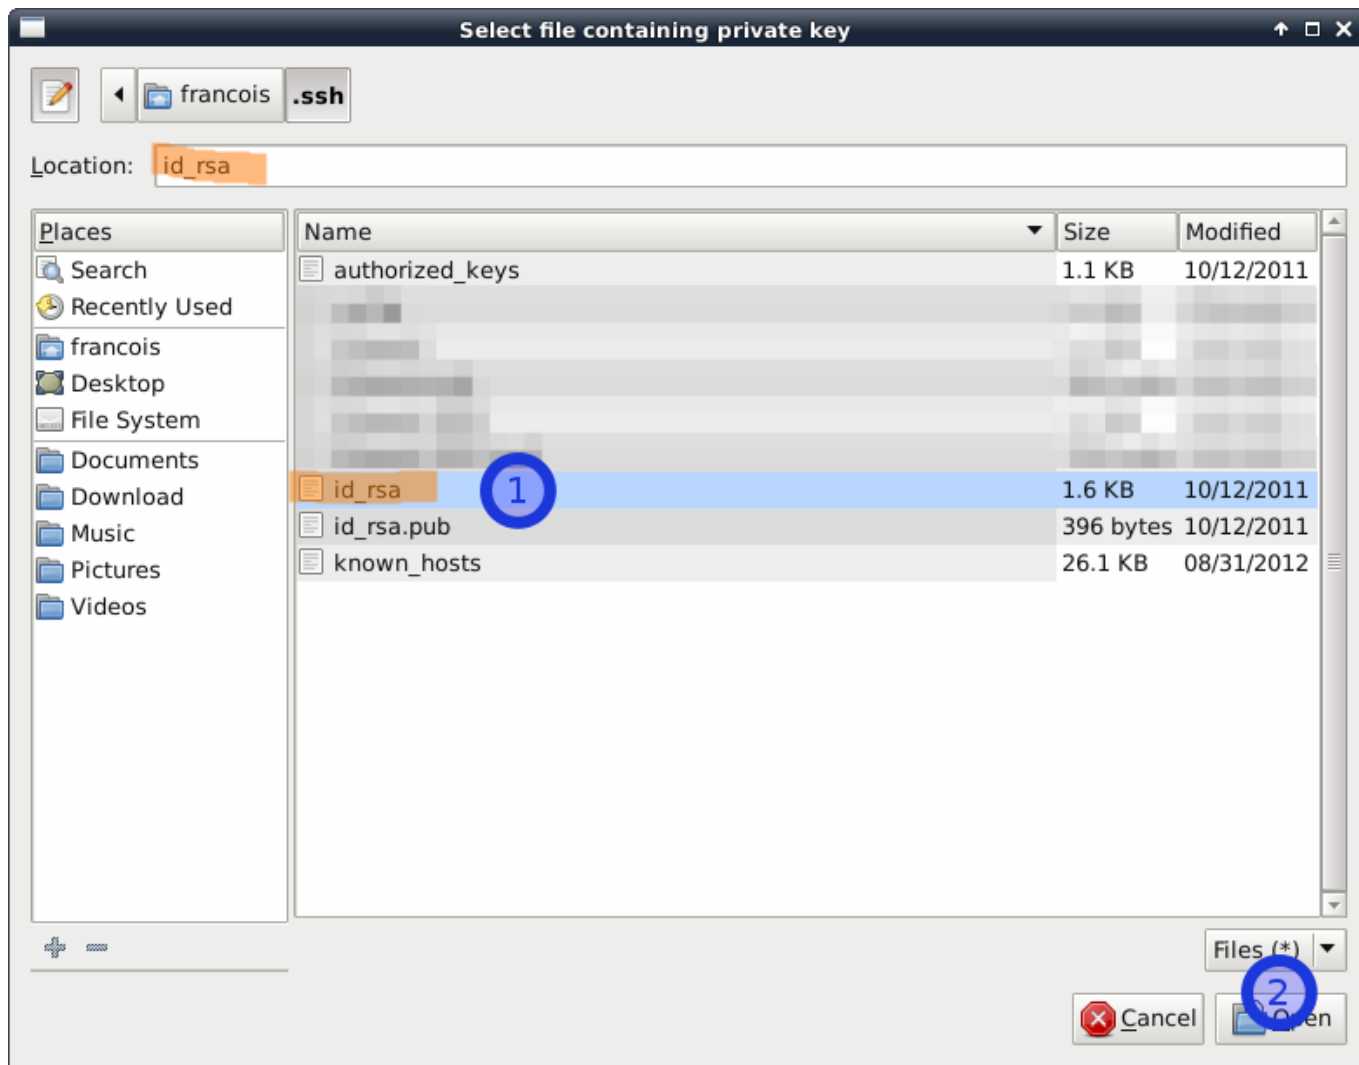 Select file containing private key
francois .ssh
Location: id_rsa
Places
Search
Recently Used
francois
Desktop
File System
Documents
Download
Music
Pictures
Videos
Name Size Modified
authorized_keys 1.1 KB 10/12/2011
id_rsa 1 1.6 KB 10/12/2011
id_rsa.pub 396 bytes 10/12/2011
known_hosts 26.1 KB 08/31/2012
Files (*)
2
Cancel Open